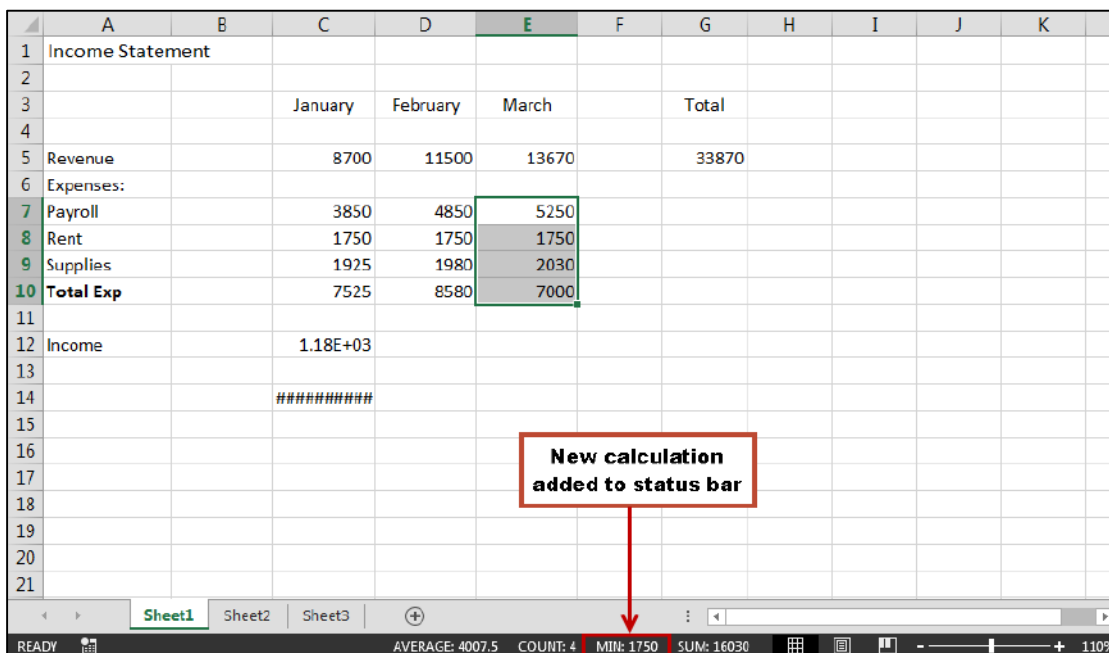 A B C D E F G H I J K
1 Income Statement
2
3 January February March Total
4
5 Revenue 8700 11500 13670 33870
6 Expenses:
7 Payroll 3850 4850 5250
8 Rent 1750 1750 1750
9 Supplies 1925 1980 2030
10 Total Exp 7525 8580 7000
11
12 Income 1.18E+03
13
14 ##########
15
16
17
18
19
20
21
New calculation
added to status bar
Sheet1 Sheet2 Sheet3
READY AVERAGE: 4007.5 COUNT: 4 MIN: 1750 SUM: 16030 - + 110%